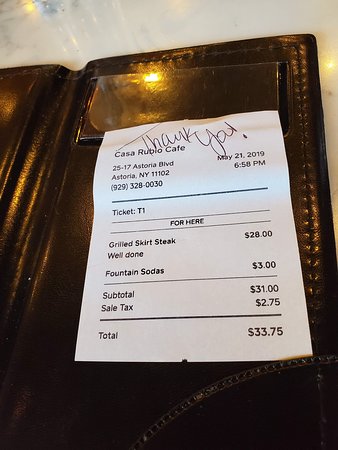 Thank you!
Casa Rubio Cafe
25-17 Astoria Blvd May 21, 2019
Astoria, NY 11102 6:58 PM
(929) 328-0030
Ticket: T1
FOR HERE
Grilled Skirt Steak $28.00
Well done
Fountain Sodas $3.00
Subtotal $31.00
Sale Tax $2.75
Total $33.75